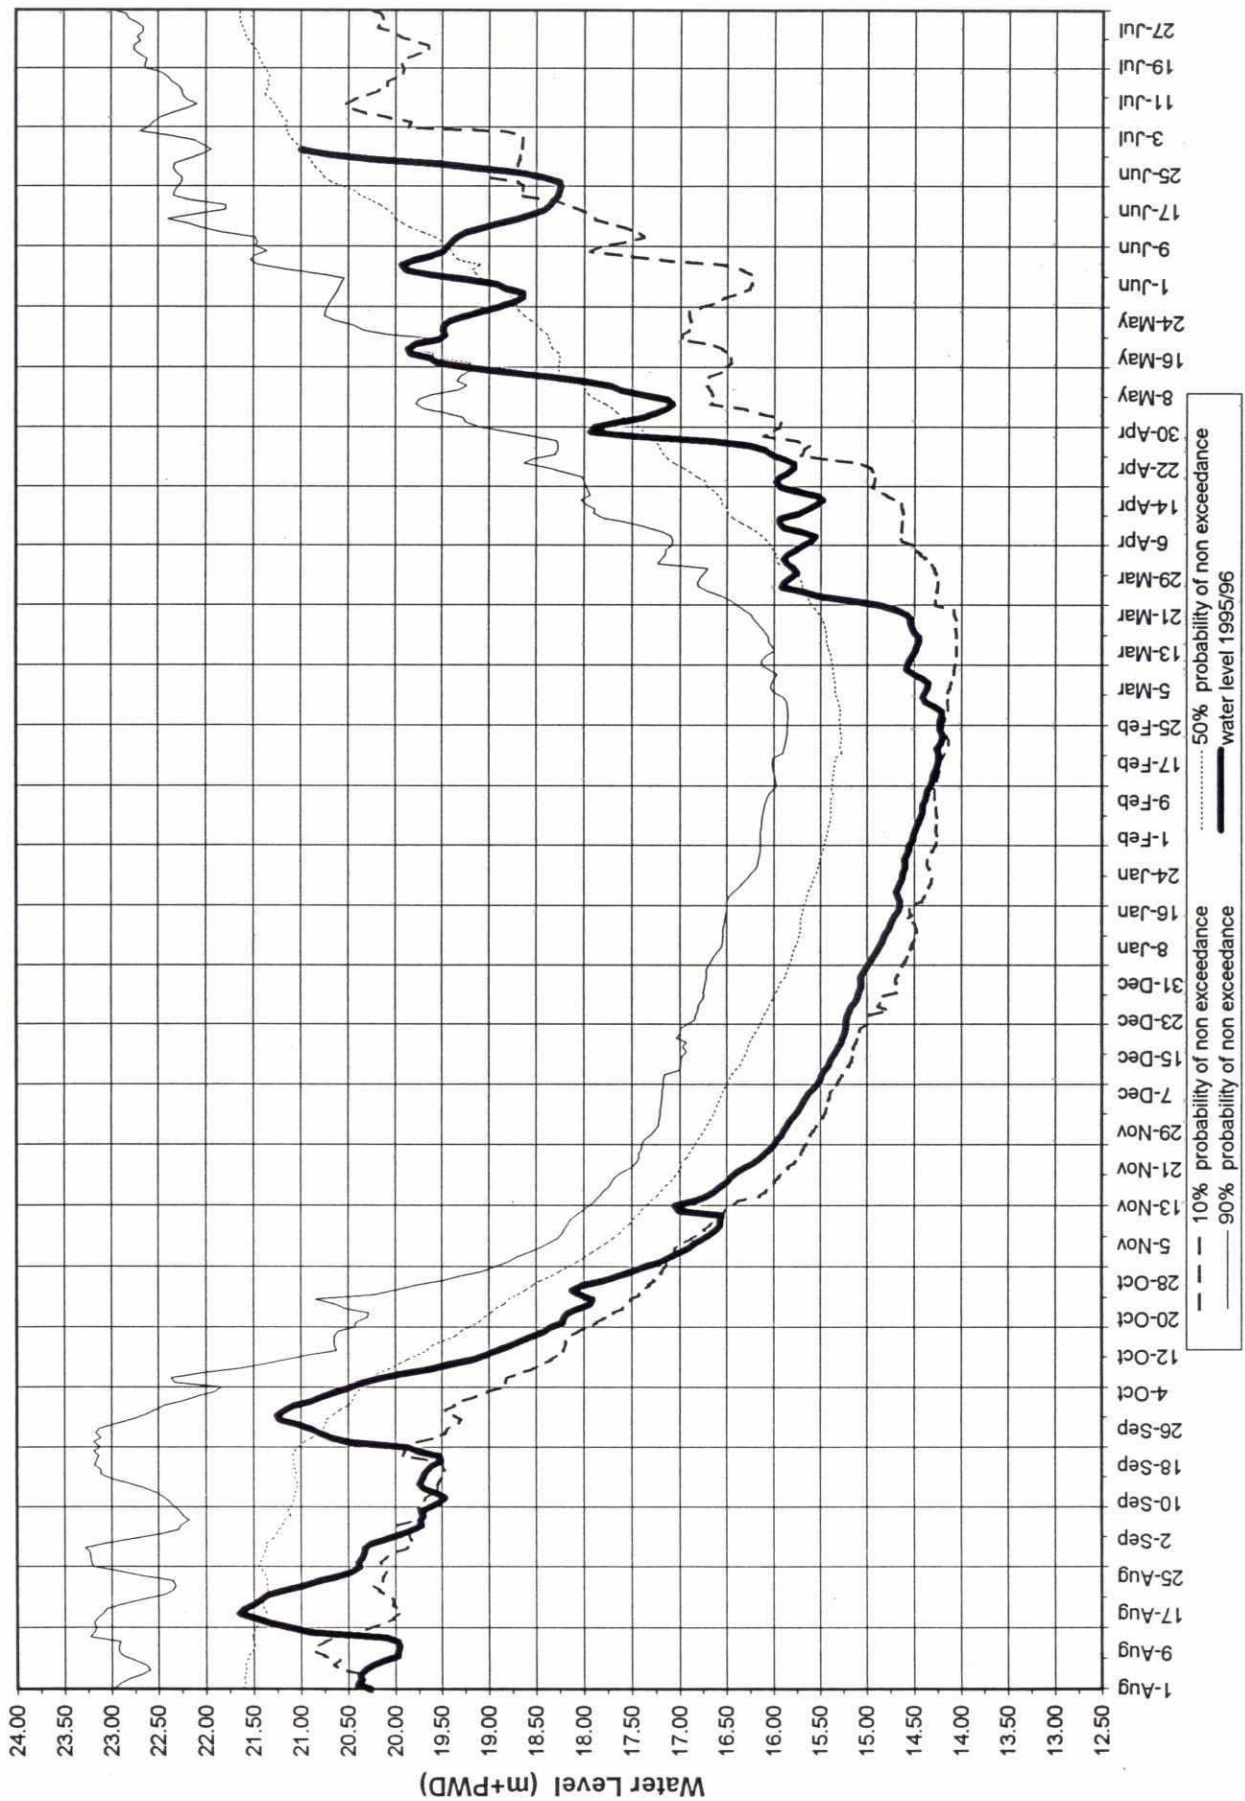 Water Level (m+PWD)
24.00
23.50
23.00
22.50
22.00
21.50
21.00
20.50
20.00
19.50
19.00
18.50
18.00
17.50
17.00
16.50
16.00
15.50
15.00
14.50
14.00
13.50
13.00
12.50
1-Aug
9-Aug
17-Aug
25-Aug
2-Sep
10-Sep
18-Sep
26-Sep
4-Oct
12-Oct
20-Oct
28-Oct
5-Nov
13-Nov
21-Nov
29-Nov
7-Dec
15-Dec
23-Dec
31-Dec
8-Jan
16-Jan
24-Jan
1-Feb
9-Feb
17-Feb
25-Feb
5-Mar
13-Mar
21-Mar
29-Mar
6-Apr
14-Apr
22-Apr
30-Apr
8-May
16-May
24-May
1-Jun
9-Jun
17-Jun
25-Jun
3-Jul
11-Jul
19-Jul
27-Jul
10% probability of non exceedance
50% probability of non exceedance
90% probability of non exceedance
water level 1995/96